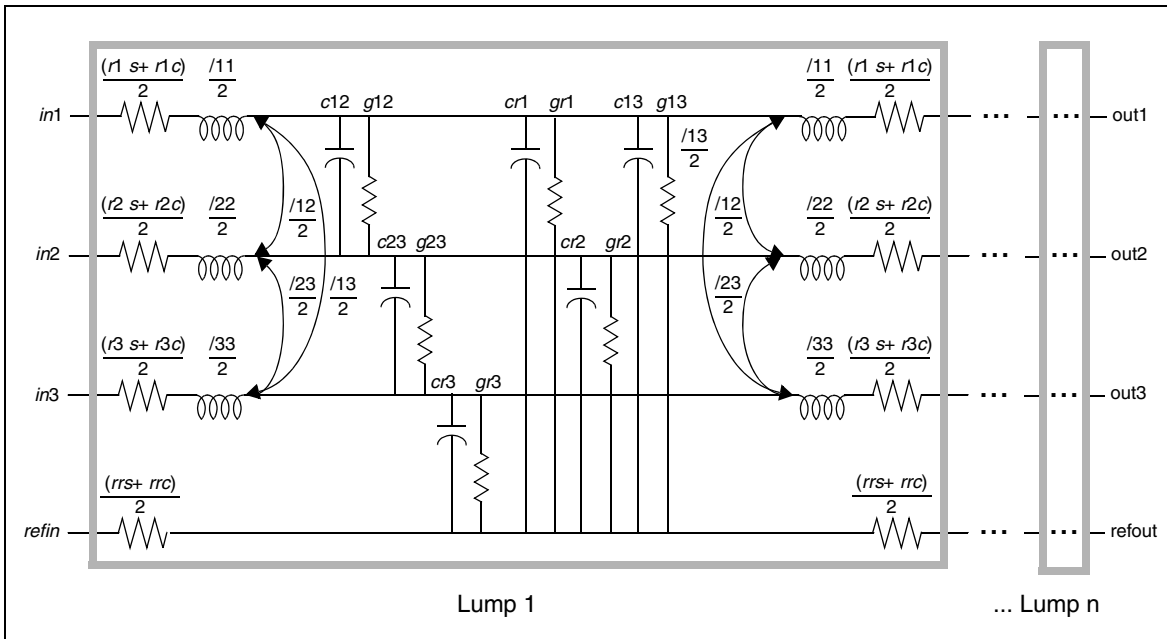 (r1 s+ r1c)
2
/11
2
/11
2
(r1 s+ r1c)
2
c12 g12 cr1 gr1 c13 g13
in1 ... ... out1
/13
2
(r2 s+ r2c)
2
/22
2
/12
2
/12
2
/22
2
(r2 s+ r2c)
2
c23 g23 cr2 gr2
in2 ... ... out2
/23
2
/13
2
/23
2
(r3 s+ r3c)
2
/33
2
/33
2
(r3 s+ r3c)
2
cr3 gr3
in3 ... ... out3
(rrs+ rrc)
2
(rrs+ rrc)
2
refin ... ... refout
Lump 1 ... Lump n